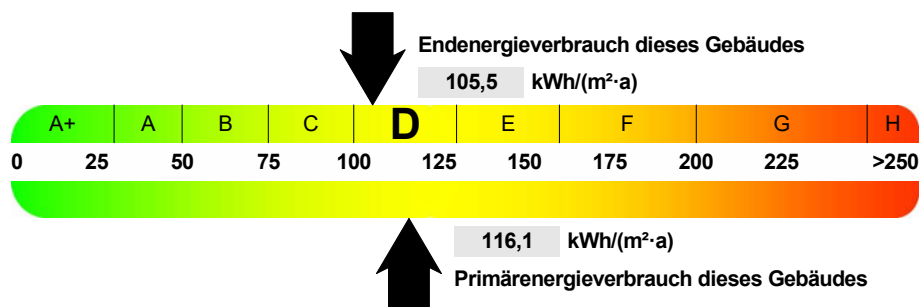 Endenergieverbrauch dieses Gebäudes
105,5 kWh/(m²·a)
A+ A B C D E F G H
0 25 50 75 100 125 150 175 200 225 >250
116,1 kWh/(m²·a)
Primärenergieverbrauch dieses Gebäudes